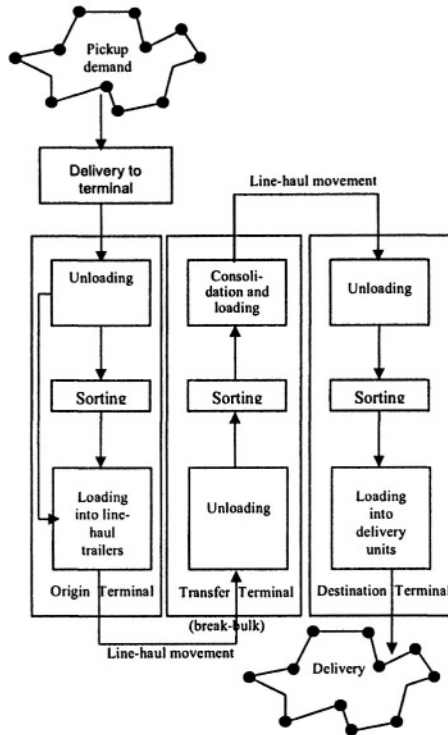 Pickup
demand
Delivery to
terminal
Line-haul movement
Unloading
Sorting
Loading
into line-
haul
trailers
Origin Terminal
Consoli-
dation and
loading
Sorting
Unloading
Transfer Terminal
(break-bulk)
Line-haul movement
Unloading
Sorting
Loading
into
delivery
units
Destination Terminal
Delivery